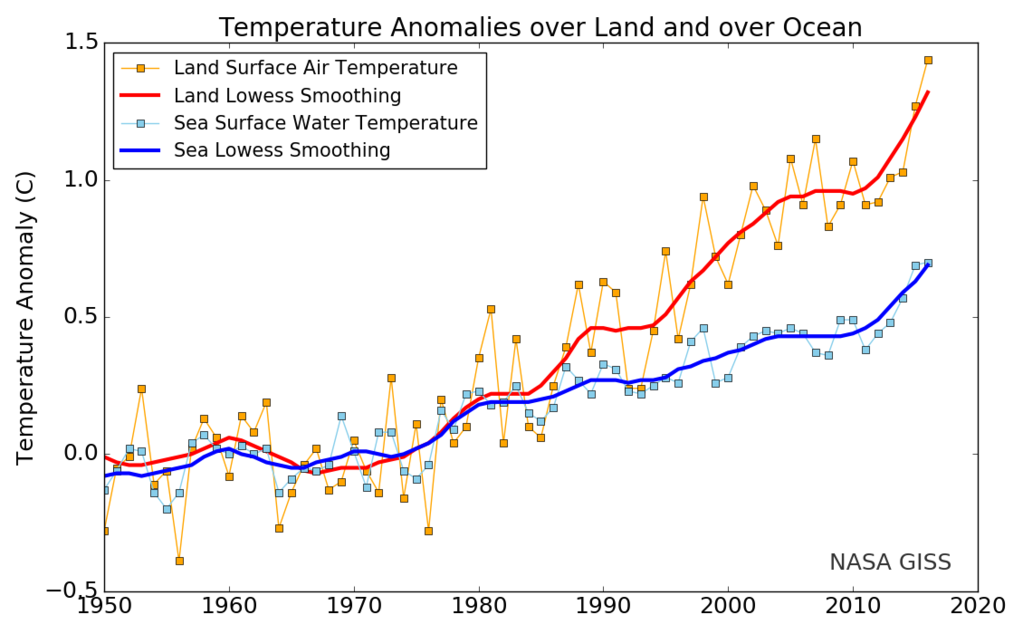 Temperature Anomalies over Land and over Ocean
1.5
Land Surface Air Temperature
Land Lowess Smoothing
Sea Surface Water Temperature
Sea Lowess Smoothing
1.0
Temperature Anomaly (C)
0.5
0.0
NASA GISS
−0.5
1950 1960 1970 1980 1990 2000 2010 2020